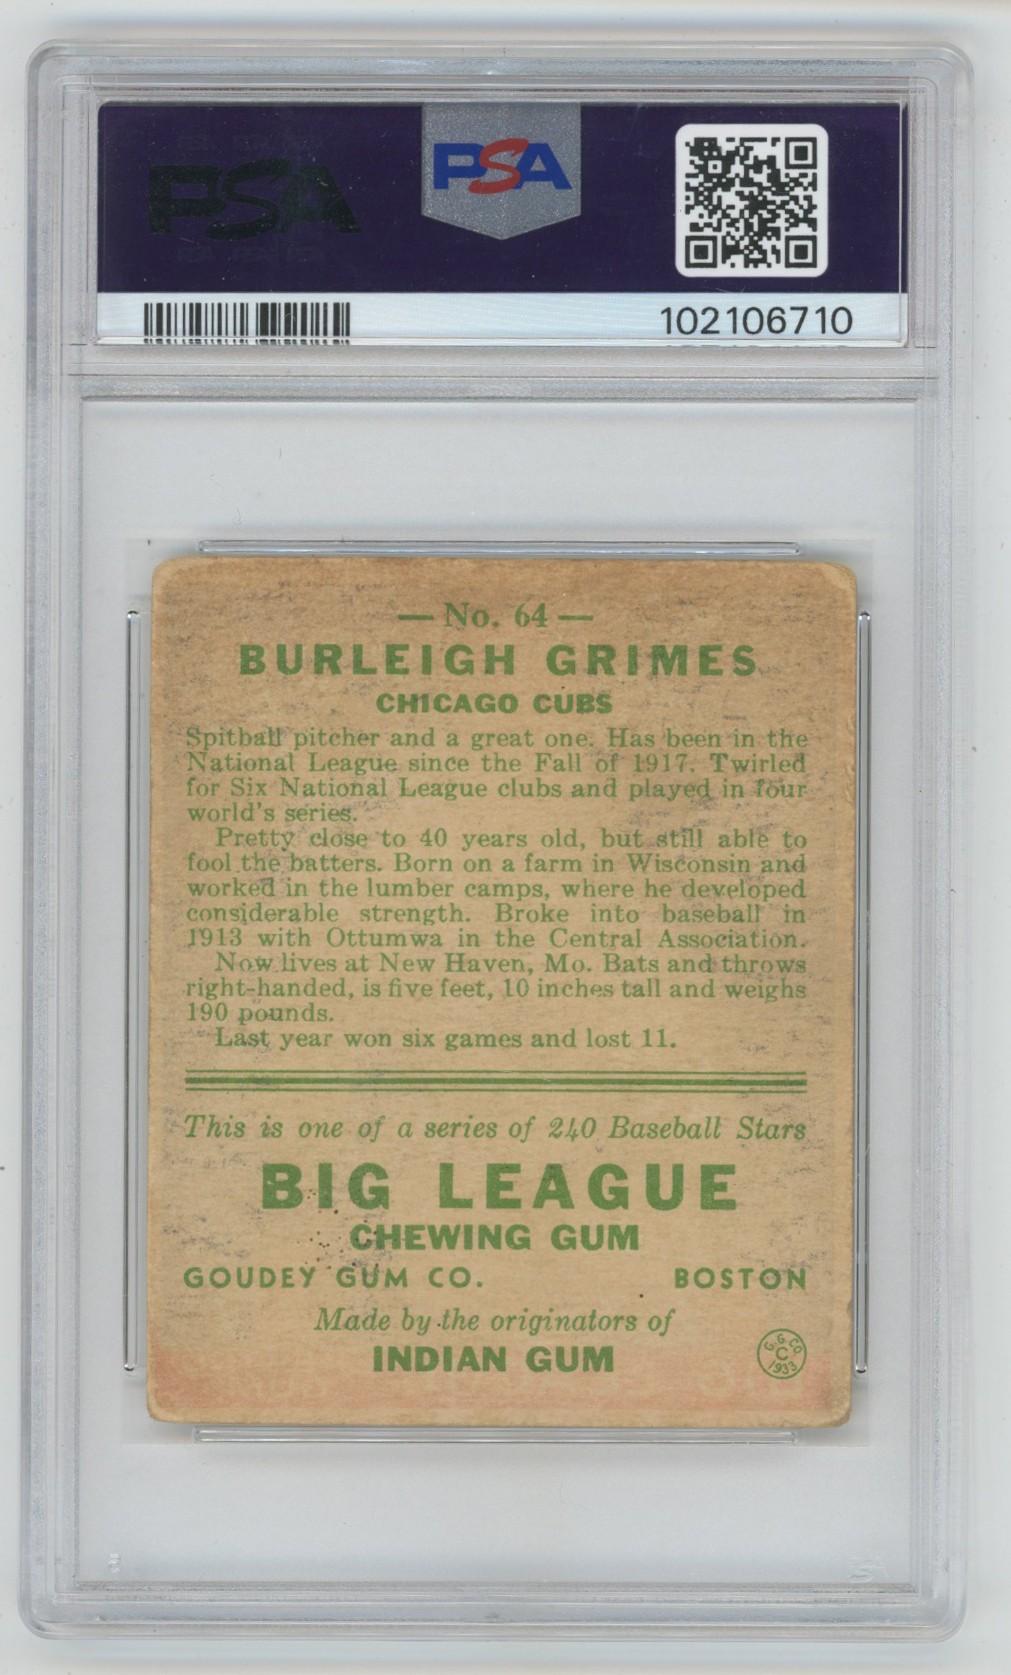 PSA
PSA
102106710
— No. 64 —
BURLEIGH GRIMES
CHICAGO CUBS
Spitball pitcher and a great one. Has been in the
National League since the Fall of 1917. Twirled
for Six National League clubs and played in four
world's series.
Pretty close to 40 years old, but still able to
fool the batters. Born on a farm in Wisconsin and
worked in the lumber camps, where he developed
considerable strength. Broke into baseball in
1913 with Ottumwa in the Central Association.
Now lives at New Haven, Mo. Bats and throws
right-handed, is five feet, 10 inches tall and weighs
190 pounds.
Last year won six games and lost 11.
This is one of a series of 240 Baseball Stars
BIG LEAGUE
CHEWING GUM
GOUDEY GUM CO. BOSTON
Made by the originators of
INDIAN GUM
G.G.CO
C
1933